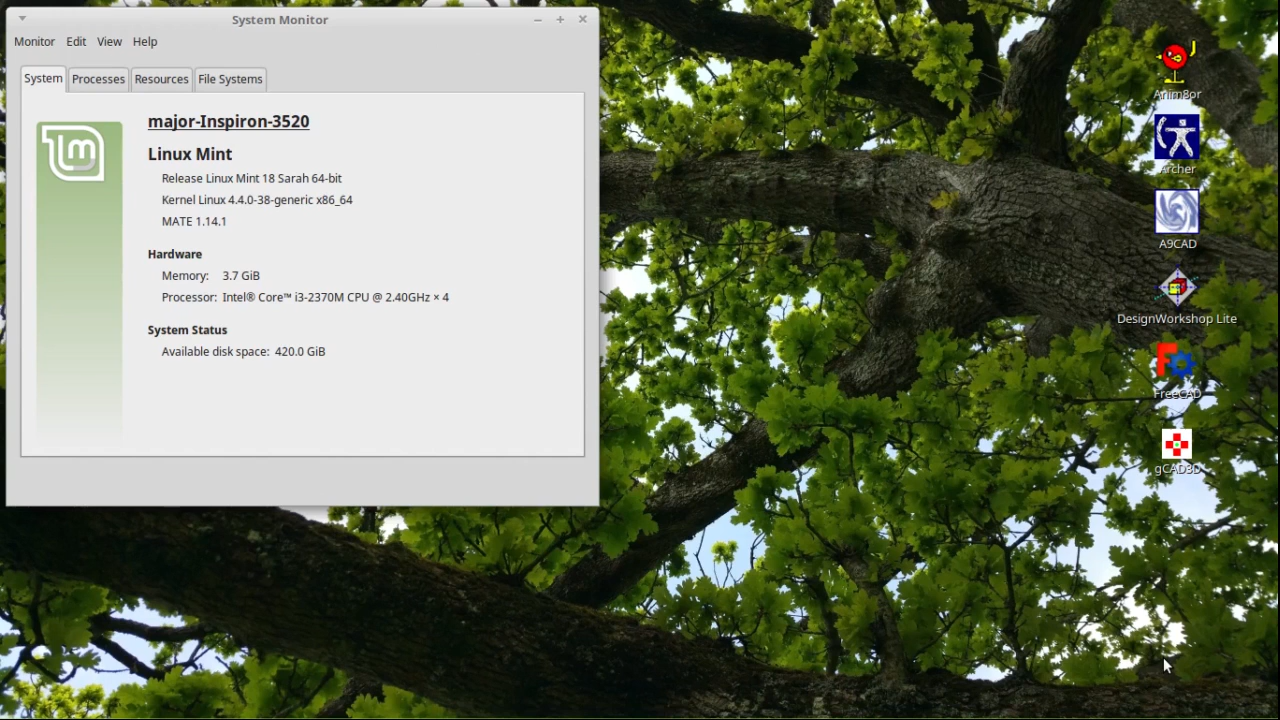 System Monitor
Monitor Edit View Help
System Processes Resources File Systems
major-Inspiron-3520
Linux Mint
Release Linux Mint 18 Sarah 64-bit
Kernel Linux 4.4.0-38-generic x86_64
MATE 1.14.1
Hardware
Memory: 3.7 GiB
Processor: Intel® Core™ i3-2370M CPU @ 2.40GHz × 4
System Status
Available disk space: 420.0 GiB
Anim8or
Archer
A9CAD
DesignWorkshop Lite
FreeCAD
gCAD3D